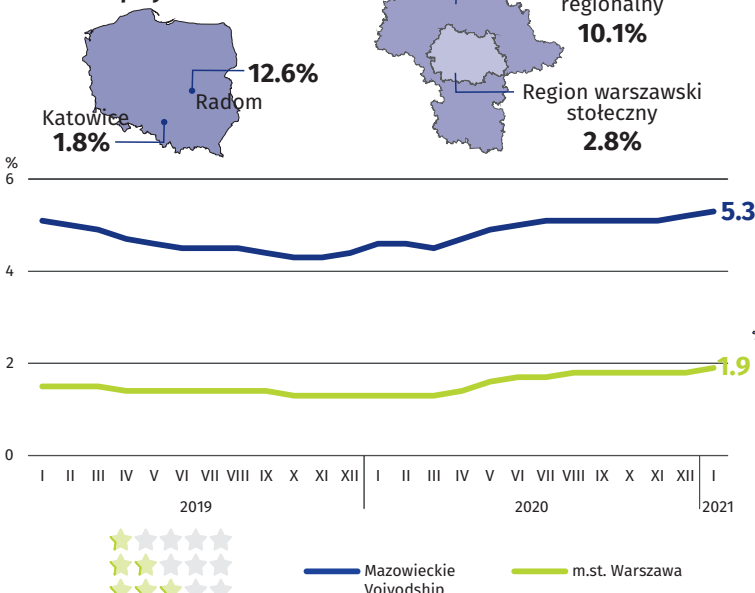 regionalny
10.1%
12.6%
Radom
Katowice
1.8%
Region warszawski
stołeczny
2.8%
%
6
5.3
4
2
1.9
0
I II III IV V VI VII VIII IX X XI XII I II III IV V VI VII VIII IX X XI XII I
2019 2020 2021
Mazowieckie
Voivodship
m.st. Warszawa